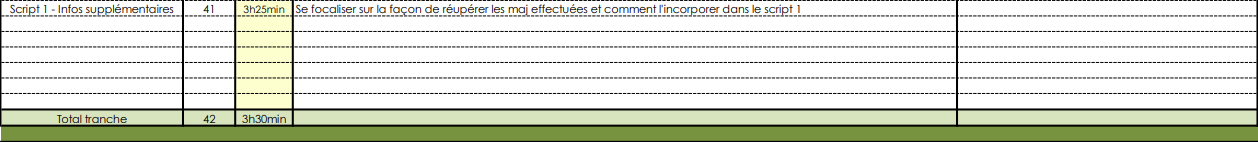 Script 1 - Infos supplémentaires 41 3h25min Se focaliser sur la façon de réupérer les maj effectuées et comment l'incorporer dans le script 1
Total tranche 42 3h30min